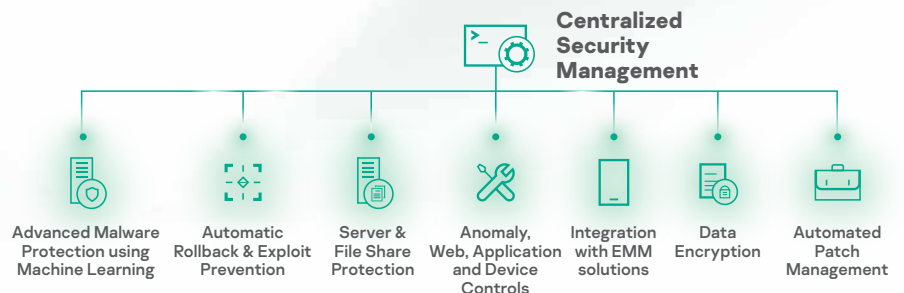 Centralized
Security
Management
>_
Advanced Malware
Protection using
Machine Learning
Automatic
Rollback & Exploit
Prevention
Server &
File Share
Protection
Anomaly,
Web, Application
and Device
Controls
Integration
with EMM
solutions
Data
Encryption
Automated
Patch
Management